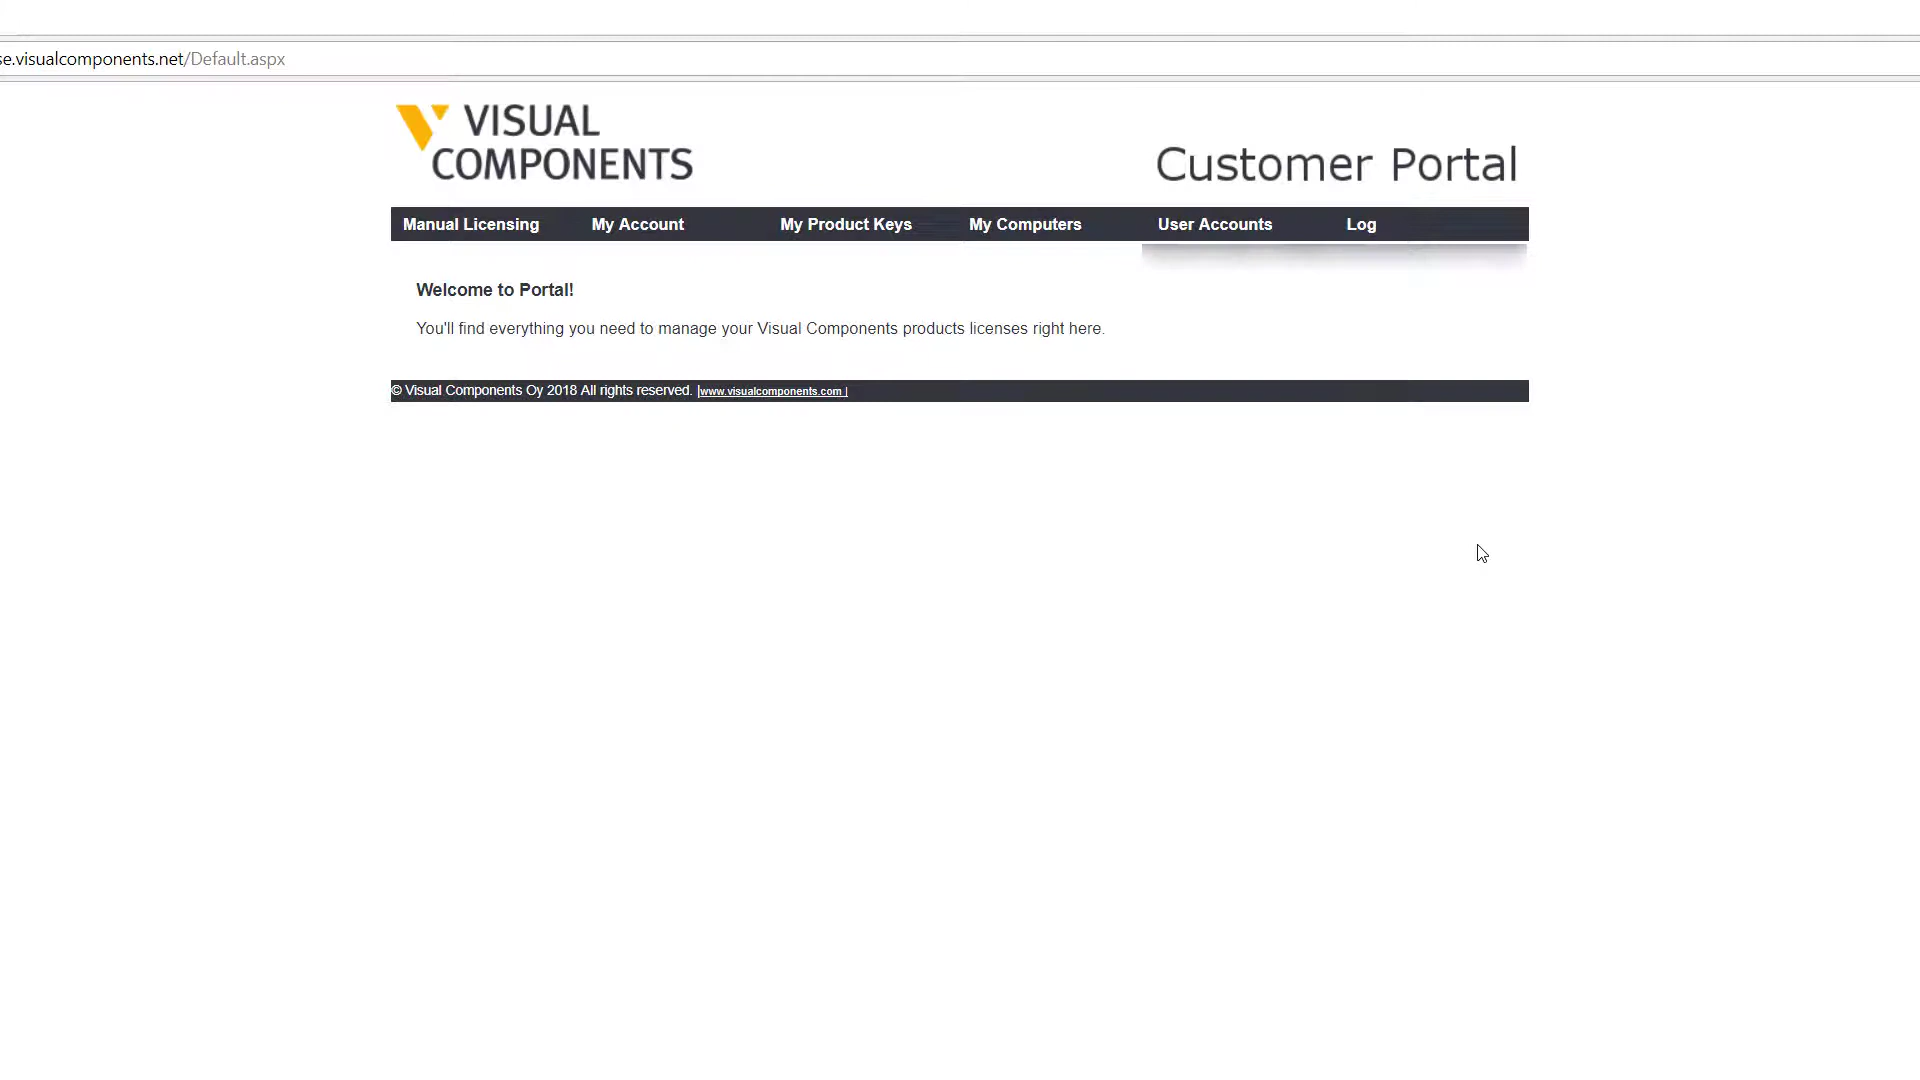 se.visualcomponents.net/Default.aspx
VISUAL
COMPONENTS
Customer Portal
Manual Licensing My Account My Product Keys My Computers User Accounts Log
Welcome to Portal!
You'll find everything you need to manage your Visual Components products licenses right here.
© Visual Components Oy 2018 All rights reserved. |www.visualcomponents.com |